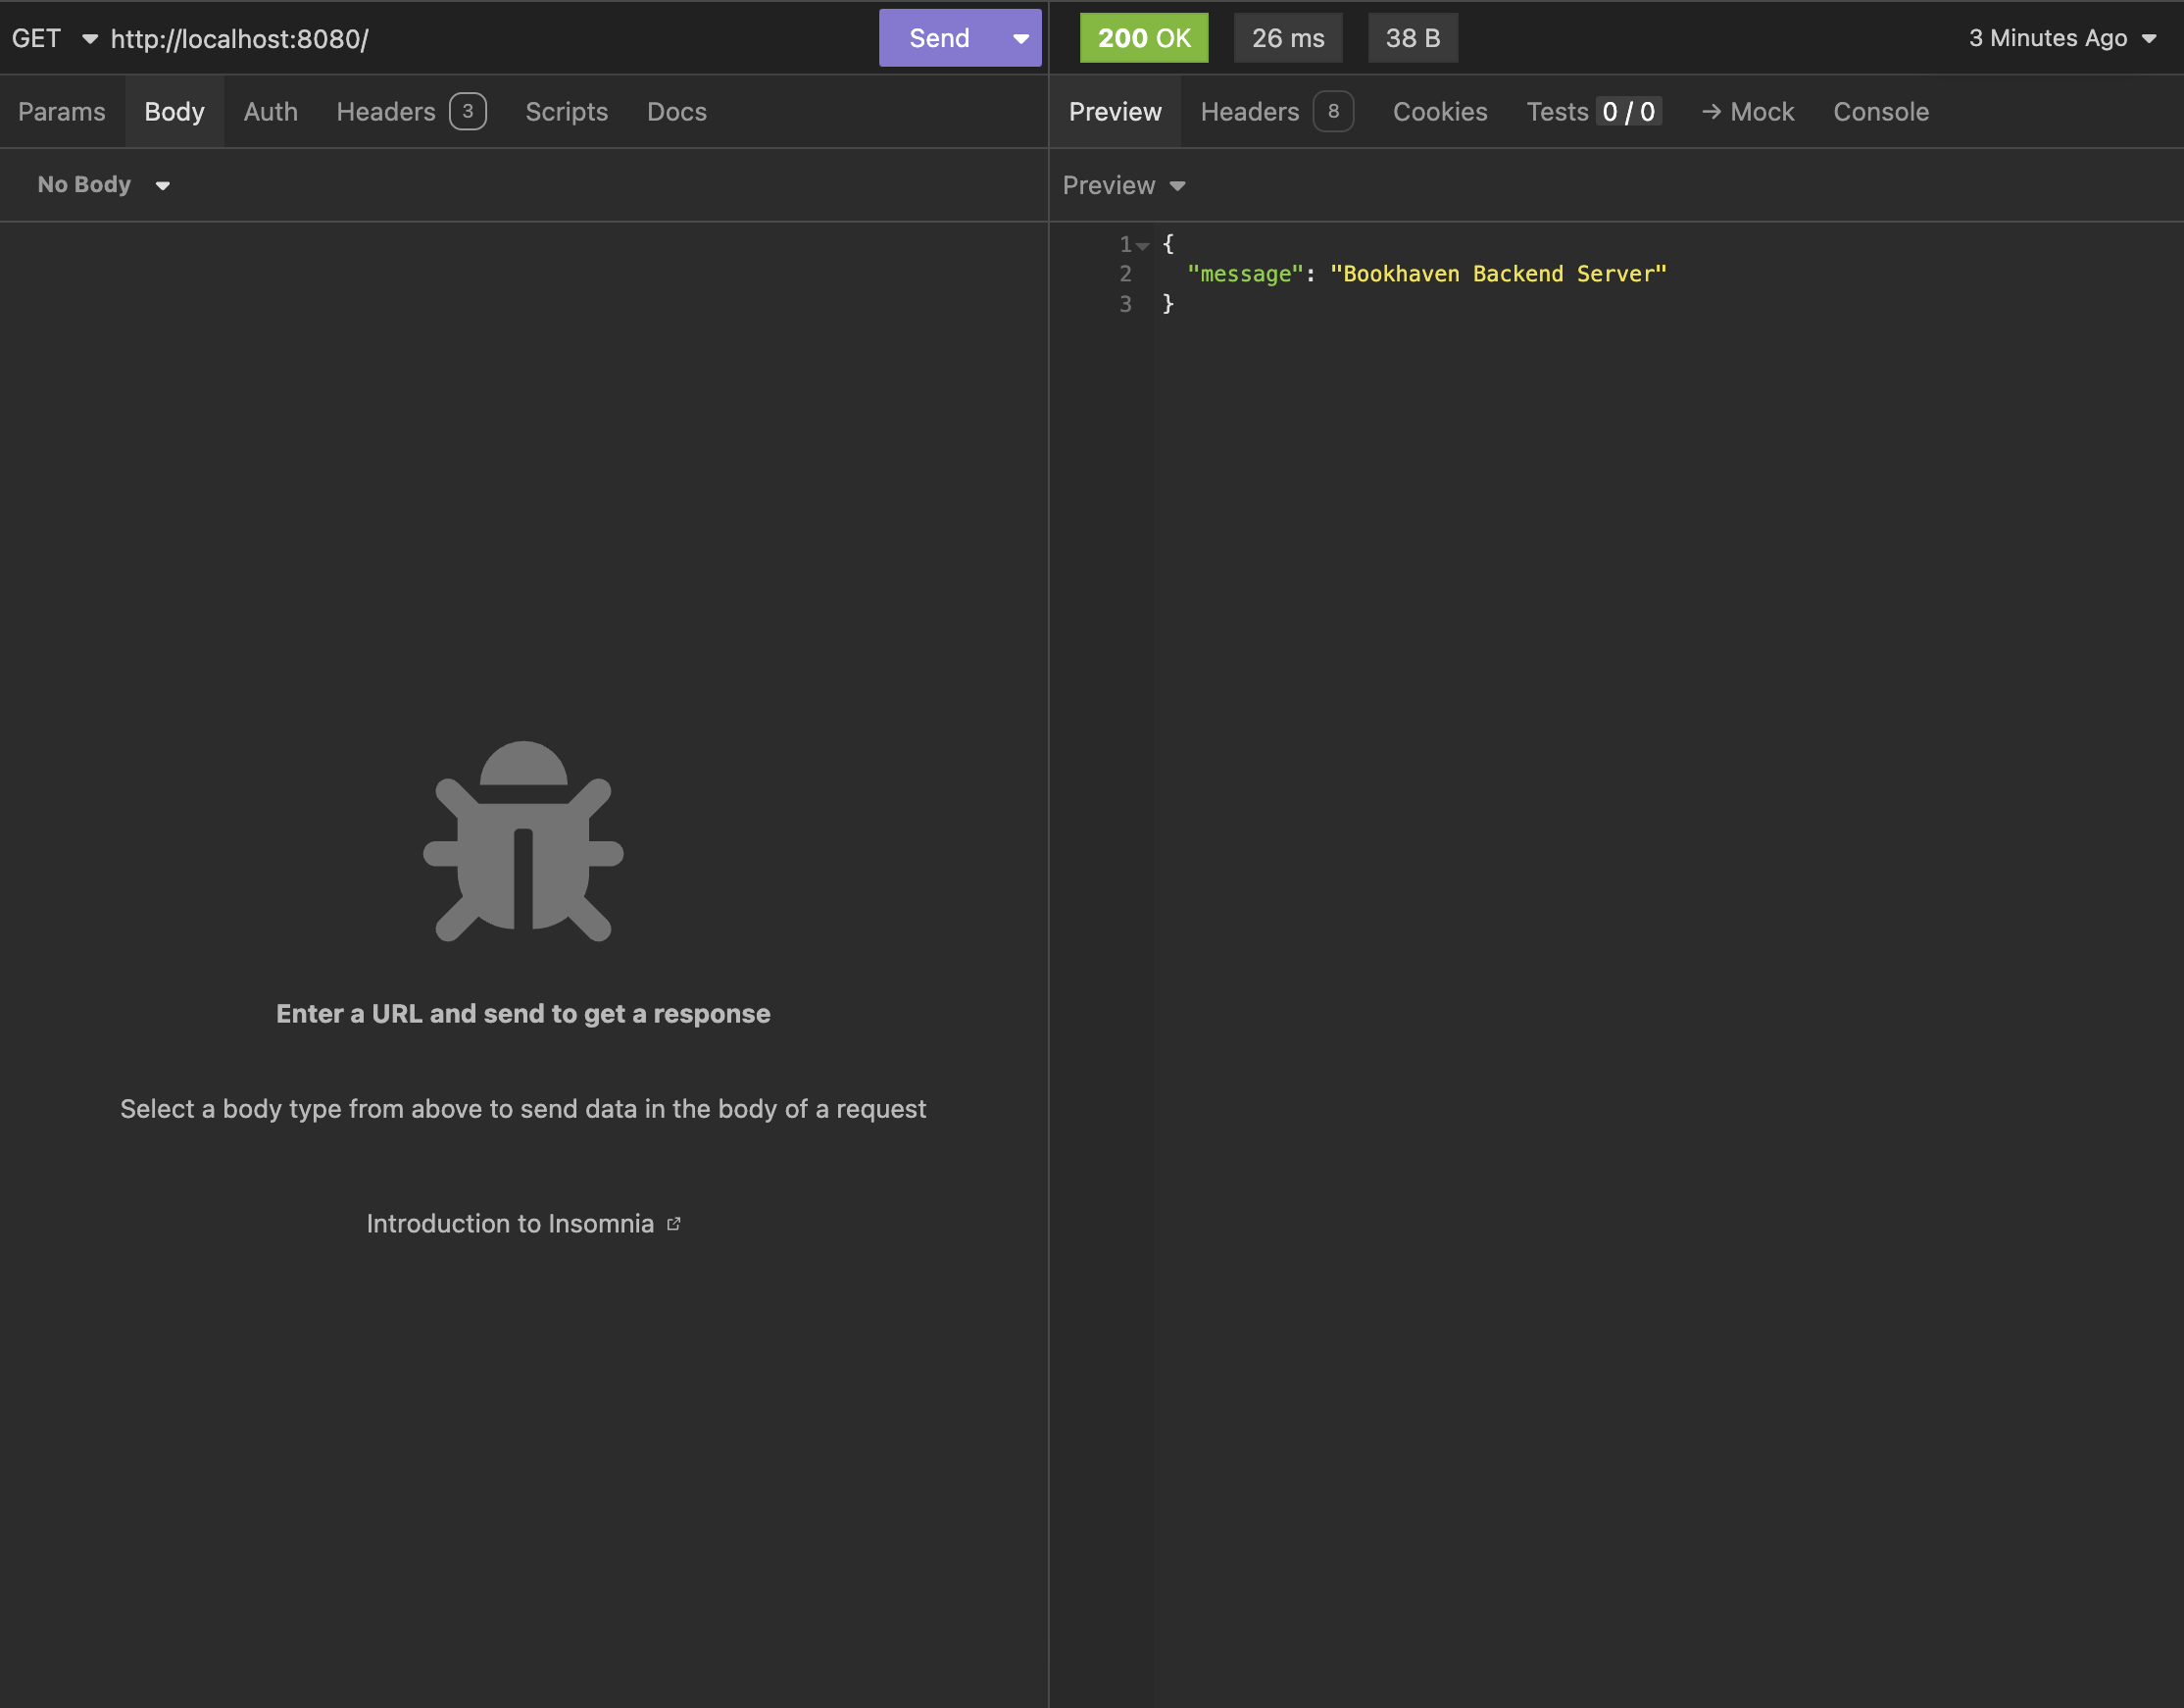 GET http://localhost:8080/ Send 200 OK 26 ms 38 B 3 Minutes Ago
Params Body Auth Headers 3 Scripts Docs Preview Headers 8 Cookies Tests 0 / 0 → Mock Console
No Body Preview
1 {
2 "message": "Bookhaven Backend Server"
3 }
Enter a URL and send to get a response
Select a body type from above to send data in the body of a request
Introduction to Insomnia